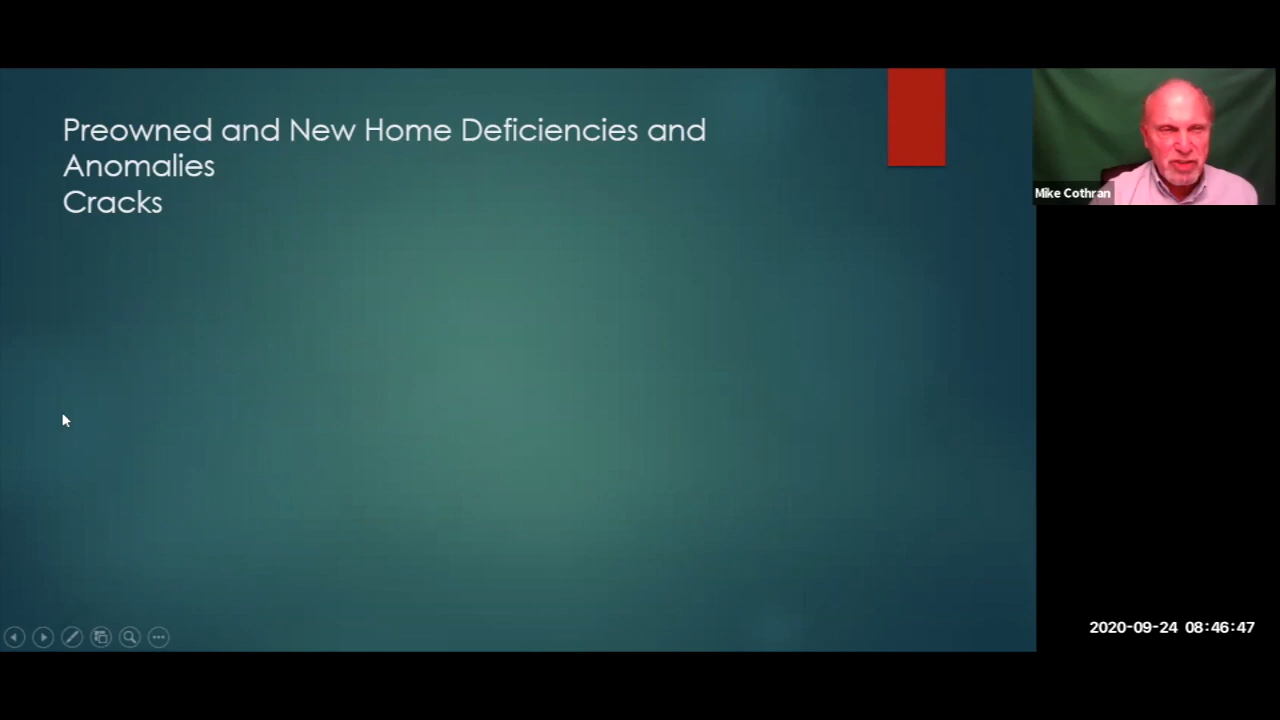 Preowned and New Home Deficiencies and
Anomalies
Cracks
Mike Cothran
2020-09-24 08:46:47